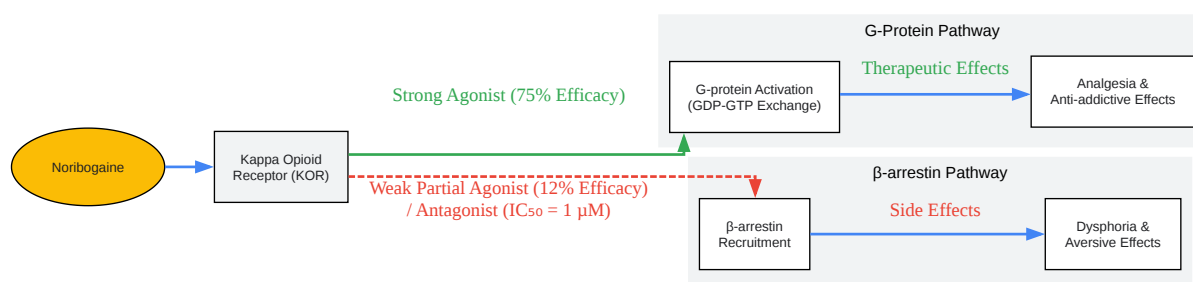 G-Protein Pathway
Therapeutic Effects
G-protein Activation
(GDP-GTP Exchange)
Analgesia &
Anti-addictive Effects
Strong Agonist (75% Efficacy)
Noribogaine
Kappa Opioid
Receptor (KOR)
Weak Partial Agonist (12% Efficacy)
/ Antagonist (IC₅₀ = 1 µM)
β-arrestin Pathway
Side Effects
β-arrestin
Recruitment
Dysphoria &
Aversive Effects